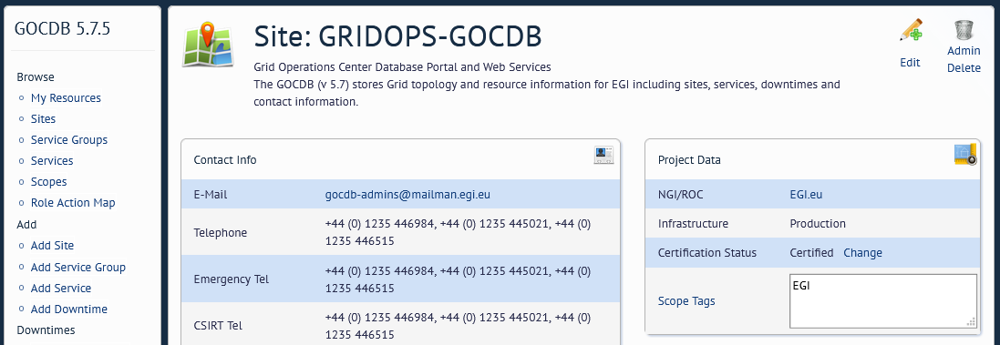 GOCDB 5.7.5
Browse
My Resources
Sites
Service Groups
Services
Scopes
Role Action Map
Add
Add Site
Add Service Group
Add Service
Add Downtime
Downtimes
Site: GRIDOPS-GOCDB
Grid Operations Center Database Portal and Web Services
The GOCDB (v 5.7) stores Grid topology and resource information for EGI including sites, services, downtimes and
contact information.
Edit
Admin
Delete
Contact Info
E-Mail gocdb-admins@mailman.egi.eu
Telephone +44 (0) 1235 446984, +44 (0) 1235 445021, +44 (0)
1235 446515
Emergency Tel +44 (0) 1235 446984, +44 (0) 1235 445021, +44 (0)
1235 446515
CSIRT Tel +44 (0) 1235 446984, +44 (0) 1235 445021, +44 (0)
1235 446515
Project Data
NGI/ROC EGI.eu
Infrastructure Production
Certification Status Certified Change
Scope Tags EGI